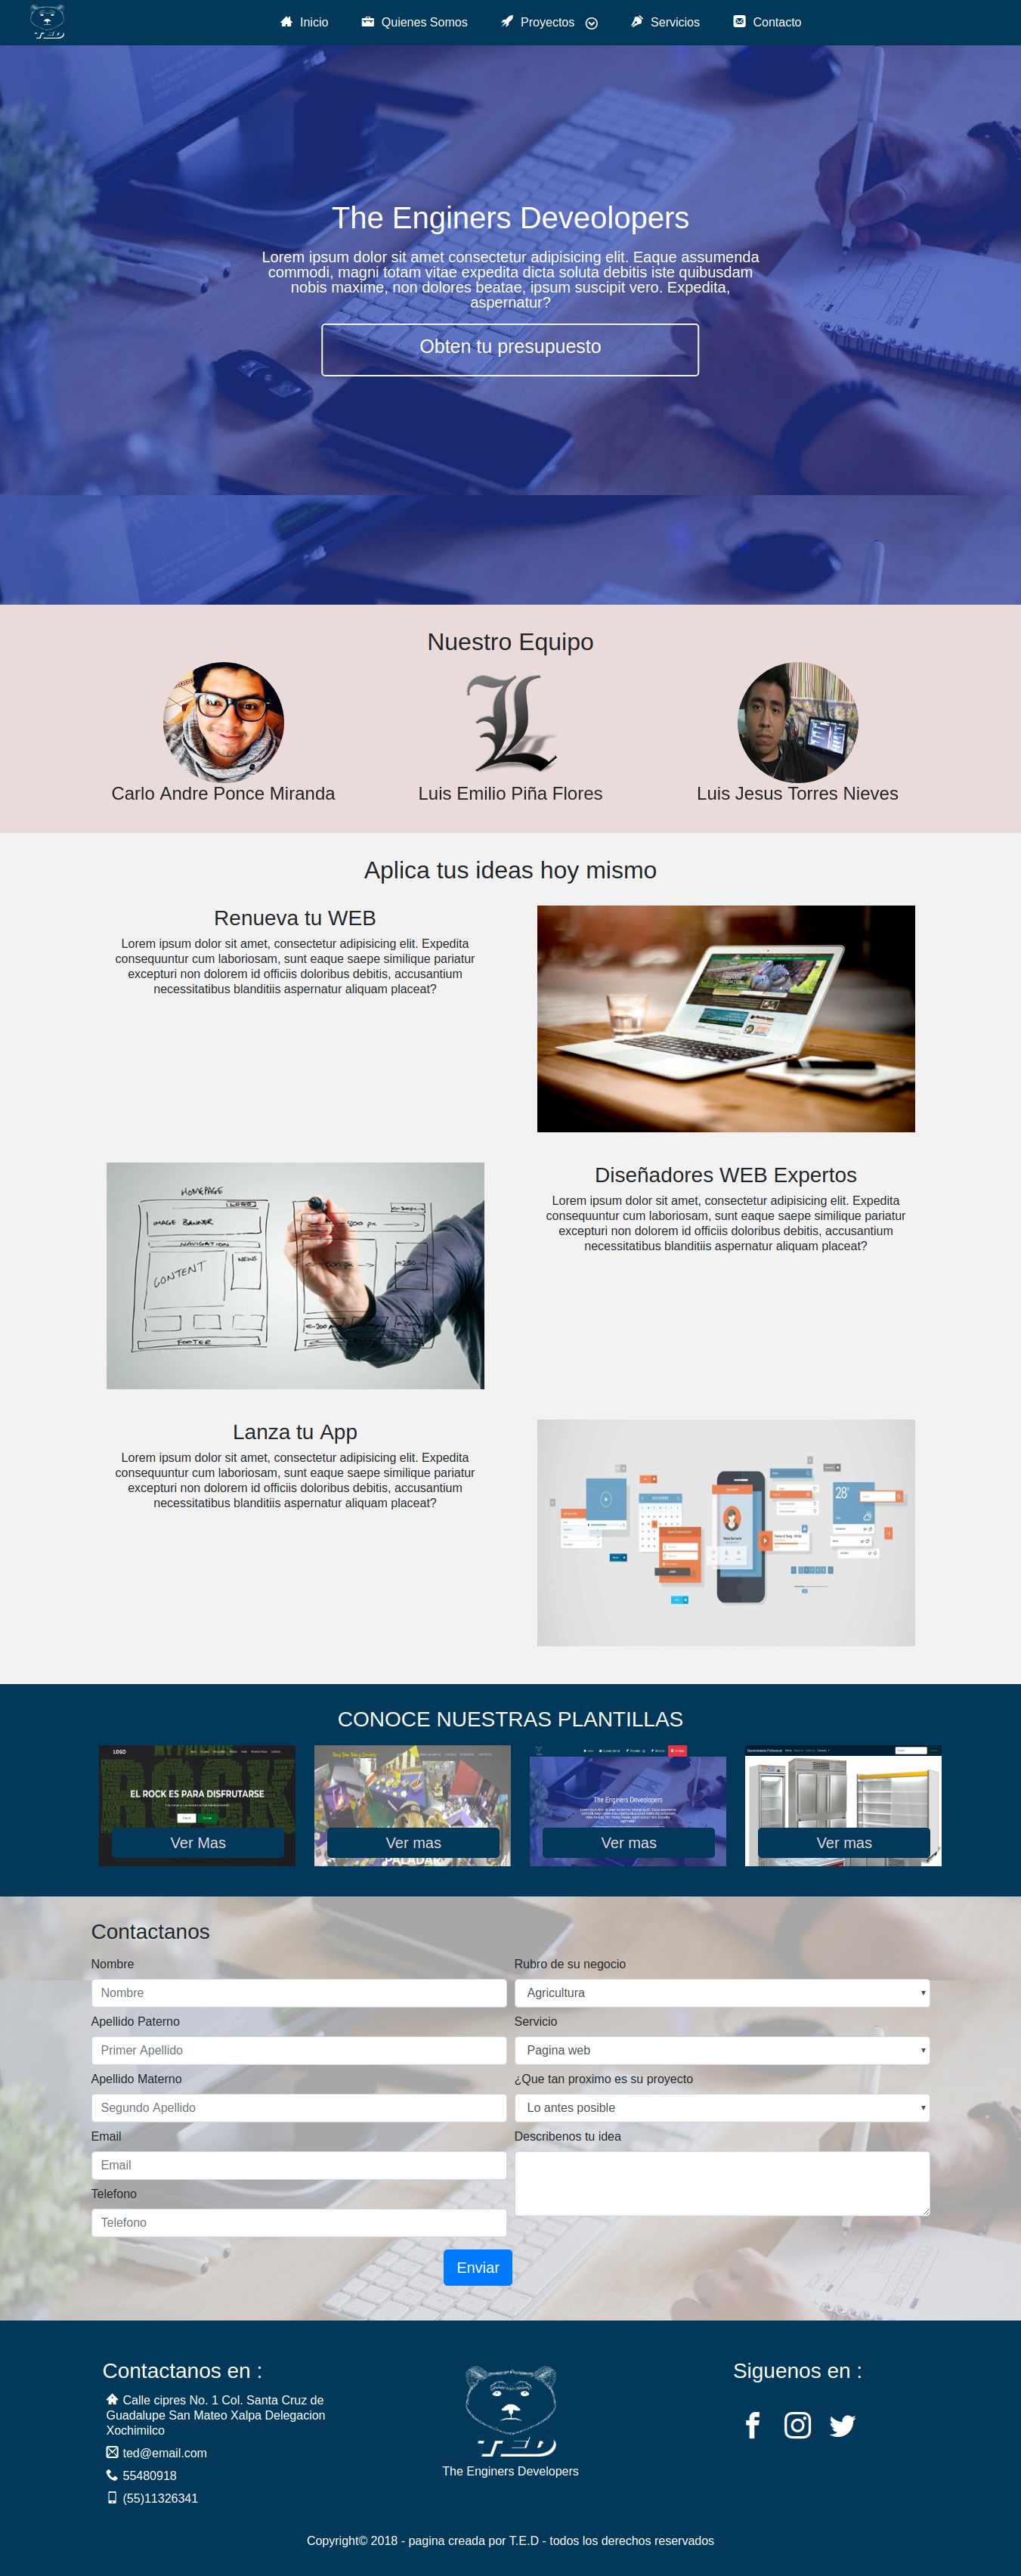 TED
Inicio
Quienes Somos
Proyectos
Servicios
Contacto
The Enginers Deveolopers
Lorem ipsum dolor sit amet consectetur adipisicing elit. Eaque assumenda
commodi, magni totam vitae expedita dicta soluta debitis iste quibusdam
nobis maxime, non dolores beatae, ipsum suscipit vero. Expedita,
aspernatur?
Obten tu presupuesto
Nuestro Equipo
Carlo Andre Ponce Miranda
Luis Emilio Piña Flores
Luis Jesus Torres Nieves
Aplica tus ideas hoy mismo
Renueva tu WEB
Lorem ipsum dolor sit amet, consectetur adipisicing elit. Expedita
consequuntur cum laboriosam, sunt eaque saepe similique pariatur
excepturi non dolorem id officiis doloribus debitis, accusantium
necessitatibus blanditiis aspernatur aliquam placeat?
HOMEPAGE
LOGO
IMAGE BANNER
NAVIGATION
CONTENT
NEWS
FOOTER
Diseñadores WEB Expertos
Lorem ipsum dolor sit amet, consectetur adipisicing elit. Expedita
consequuntur cum laboriosam, sunt eaque saepe similique pariatur
excepturi non dolorem id officiis doloribus debitis, accusantium
necessitatibus blanditiis aspernatur aliquam placeat?
Lanza tu App
Lorem ipsum dolor sit amet, consectetur adipisicing elit. Expedita
consequuntur cum laboriosam, sunt eaque saepe similique pariatur
excepturi non dolorem id officiis doloribus debitis, accusantium
necessitatibus blanditiis aspernatur aliquam placeat?
28°
CONOCE NUESTRAS PLANTILLAS
LOGO
MY FRIENDS
ROCK
EL ROCK ES PARA DISFRUTARSE
Ver Mas
PALADAR
Ver mas
The Enginers Deveolopers
Ver mas
Ver mas
Contactanos
Nombre
Nombre
Apellido Paterno
Primer Apellido
Apellido Materno
Segundo Apellido
Email
Email
Telefono
Telefono
Rubro de su negocio
Agricultura
Servicio
Pagina web
¿Que tan proximo es su proyecto
Lo antes posible
Describenos tu idea
Enviar
Contactanos en :
Calle cipres No. 1 Col. Santa Cruz de
Guadalupe San Mateo Xalpa Delegacion
Xochimilco
ted@email.com
55480918
(55)11326341
TED
The Enginers Developers
Siguenos en :
Copyright© 2018 - pagina creada por T.E.D - todos los derechos reservados